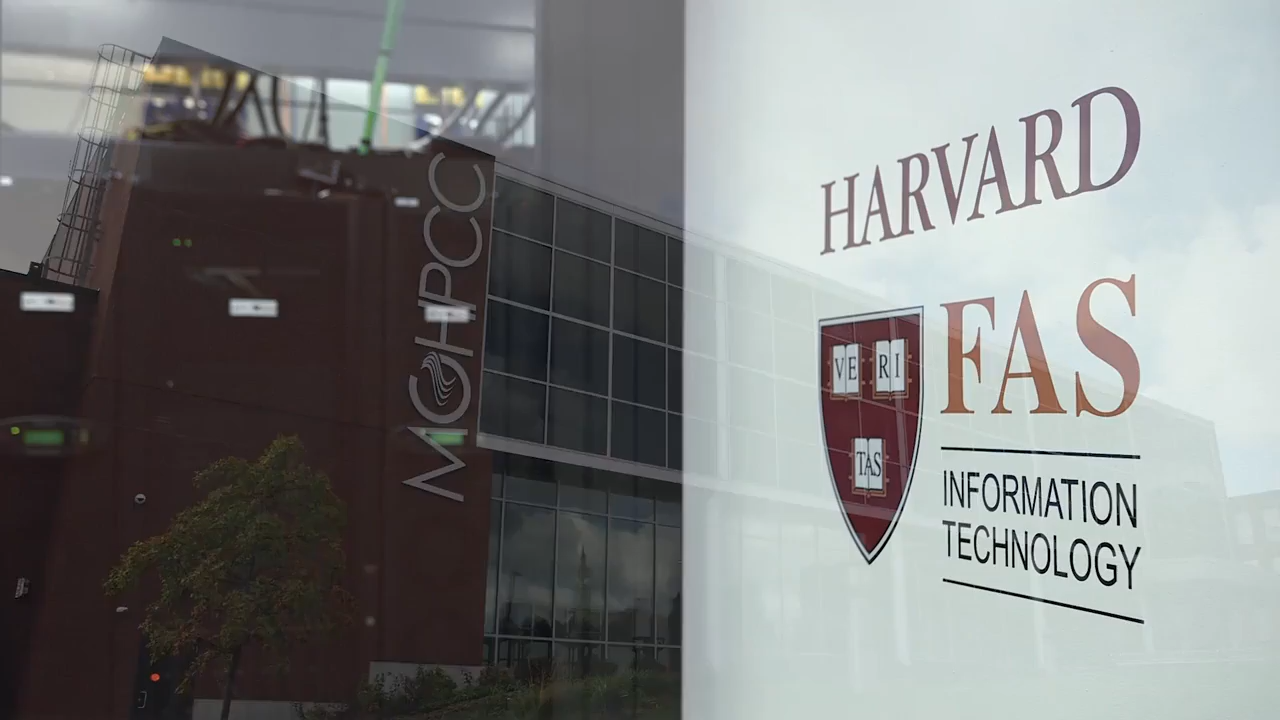 MGHPCC
HARVARD
FAS
VE RI
TAS
INFORMATION
TECHNOLOGY